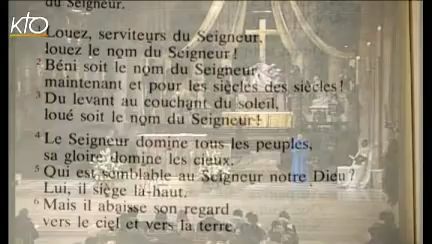 KTO
du Seigneur.
Louez, serviteurs du Seigneur,
louez le nom du Seigneur !
2 Béni soit le nom du Seigneur,
maintenant et pour les siècles des siècles !
3 Du levant au couchant du soleil,
loué soit le nom du Seigneur !
4 Le Seigneur domine tous les peuples,
sa gloire domine les cieux.
5 Qui est semblable au Seigneur notre Dieu ?
Lui, il siège là-haut.
6 Mais il abaisse son regard
vers le ciel et vers la terre.